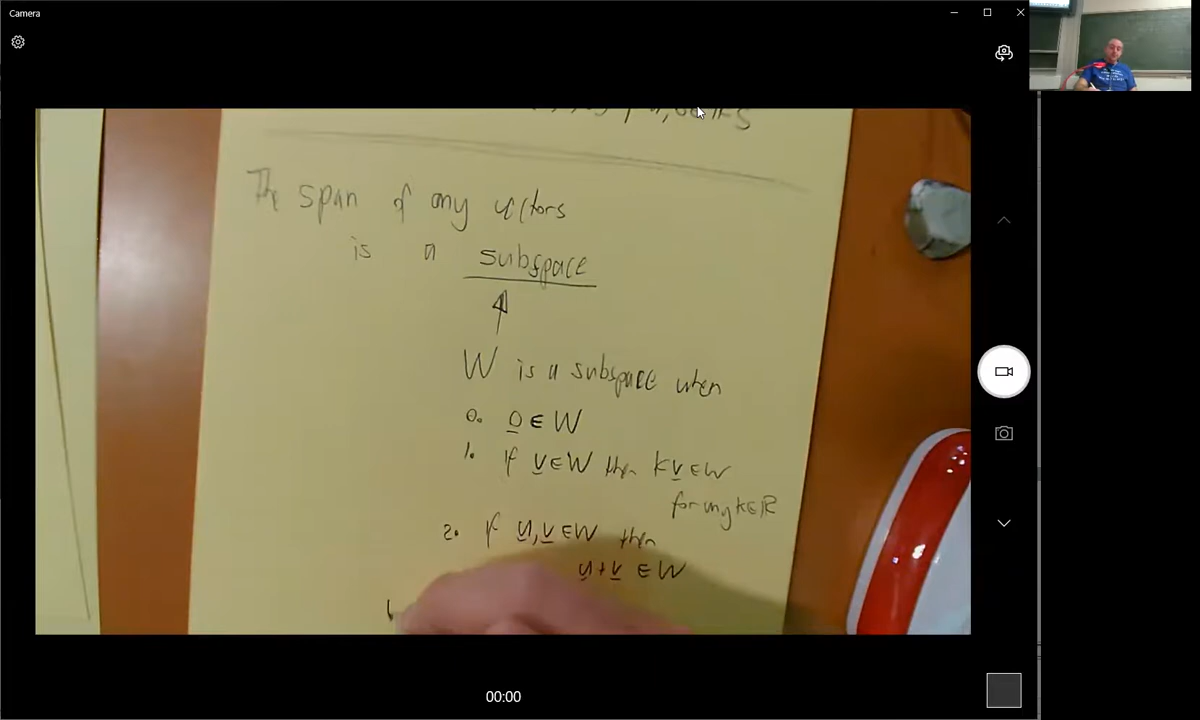 Camera
The span of any vectors
is a subspace
W is a subspace when
0. 0 ∈ W
1. if v ∈ W then kv ∈ W
for any k ∈ R
2. if u, v ∈ W then
u + v ∈ W
00:00